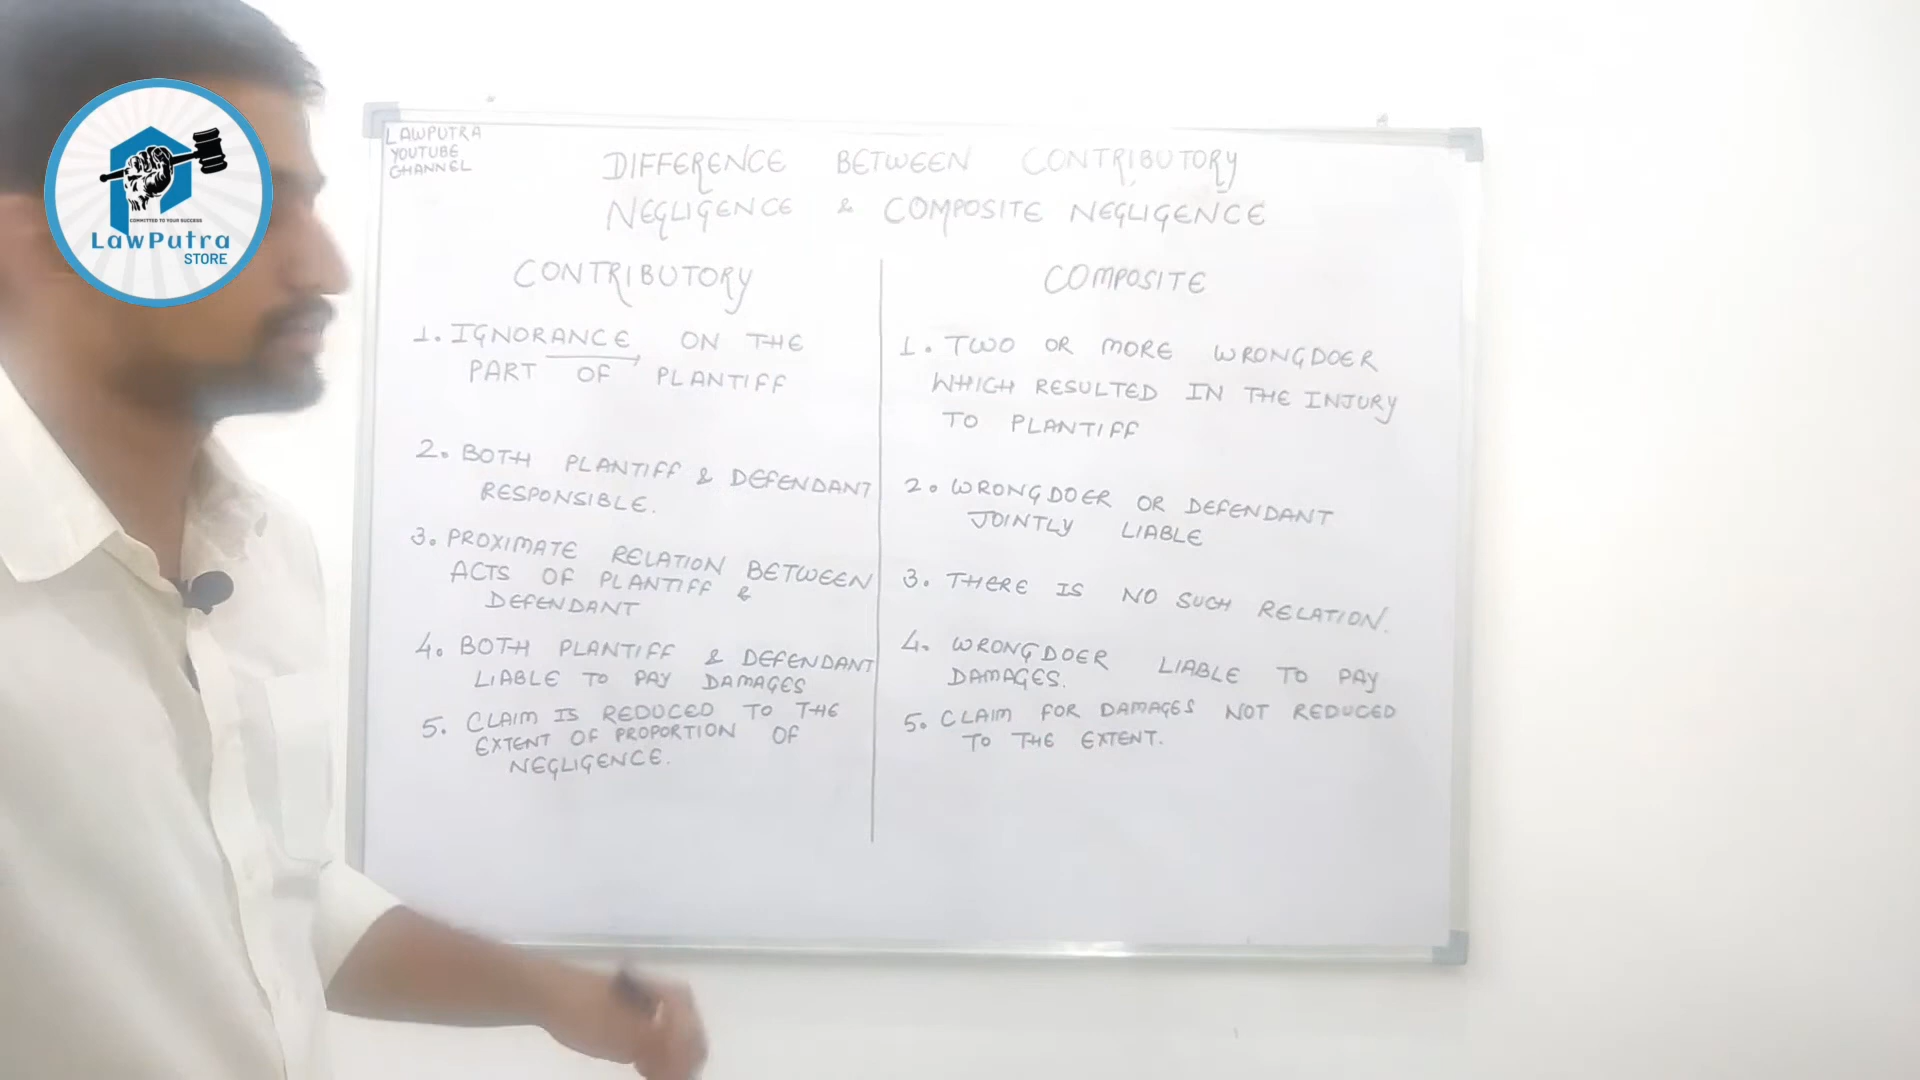 LAWPUTRA
YOUTUBE
CHANNEL
COMMITTED TO YOUR SUCCESS
LawPutra
STORE
DIFFERENCE BETWEEN CONTRIBUTORY
NEGLIGENCE & COMPOSITE NEGLIGENCE
CONTRIBUTORY
1. IGNORANCE ON THE
PART OF PLANTIFF
2. BOTH PLANTIFF & DEFENDANT
RESPONSIBLE.
3. PROXIMATE RELATION BETWEEN
ACTS OF PLANTIFF &
DEFENDANT
4. BOTH PLANTIFF & DEFENDANT
LIABLE TO PAY DAMAGES
5. CLAIM IS REDUCED TO THE
EXTENT OF PROPORTION OF
NEGLIGENCE.
COMPOSITE
1. TWO OR MORE WRONGDOER
WHICH RESULTED IN THE INJURY
TO PLANTIFF
2. WRONGDOER OR DEFENDANT
JOINTLY LIABLE
3. THERE IS NO SUCH RELATION.
4. WRONGDOER LIABLE TO PAY
DAMAGES.
5. CLAIM FOR DAMAGES NOT REDUCED
TO THE EXTENT.